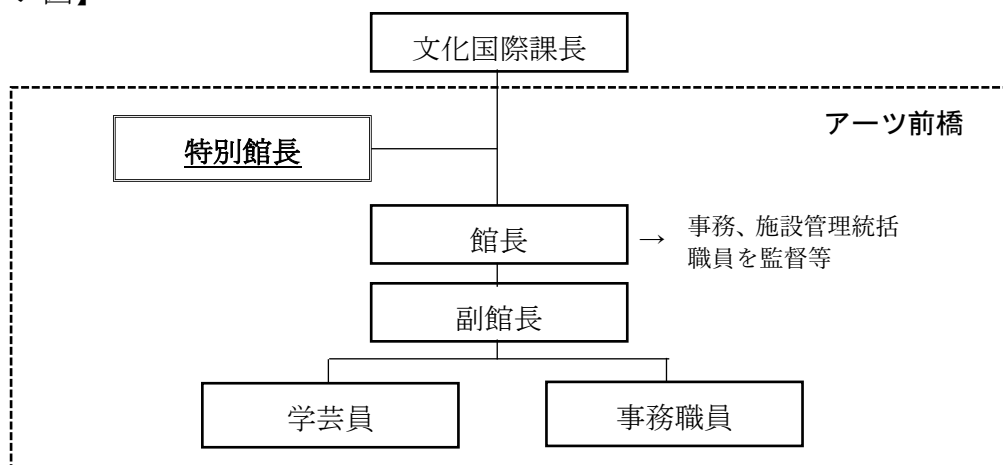 図】
文化国際課長
アーツ前橋
特別館長
館長
→ 事務、施設管理統括
職員を監督等
副館長
学芸員
事務職員